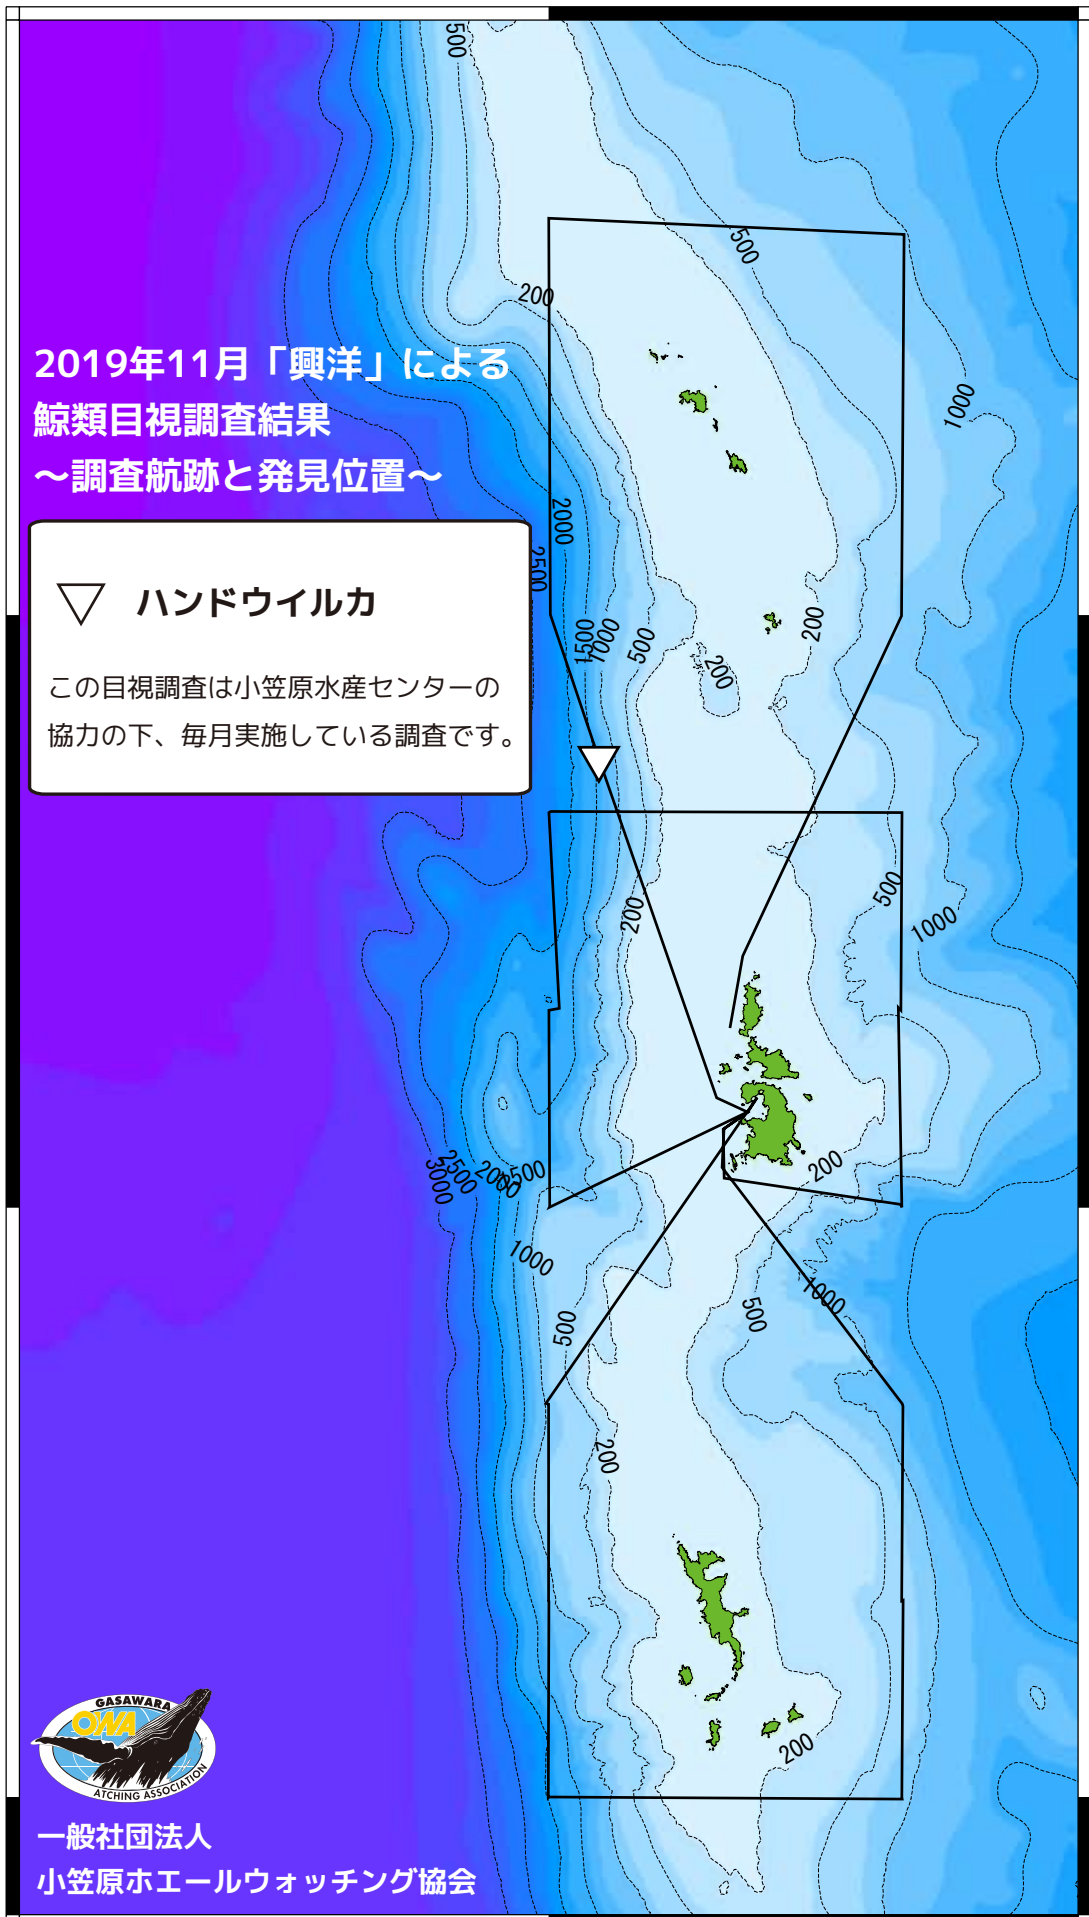 500
500
200
2019年11月「興洋」による
鯨類目視調査結果
～調査航跡と発見位置～
1000
2000
2500
ハンドウイルカ
この目視調査は小笠原水産センターの
協力の下、毎月実施している調査です。
1500
1000
500
200
200
200
500
1000
3000
2500
2000
1500
200
1000
500
500
1000
200
200
GASAWARA
OWA
ATCHING ASSOCIATION
一般社団法人
小笠原ホエールウォッチング協会